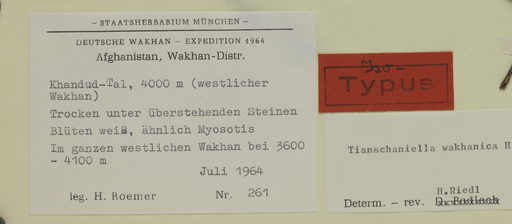 – STAATSHERBARIUM MÜNCHEN –
DEUTSCHE WAKHAN – EXPEDITION 1964
Afghanistan, Wakhan-Distr.
Khandud-Tal, 4000 m (westlicher
Wakhan)
Trocken unter überstehenden Steinen
Blüten weiß, ähnlich Myosotis
Im ganzen westlichen Wakhan bei 3600
– 4100 m
Juli 1964
leg. H. Roemer Nr. 261
Iso-
Typus
Tianschaniella wakhanica H
H.Riedl
Determ. – rev. D. Podlech